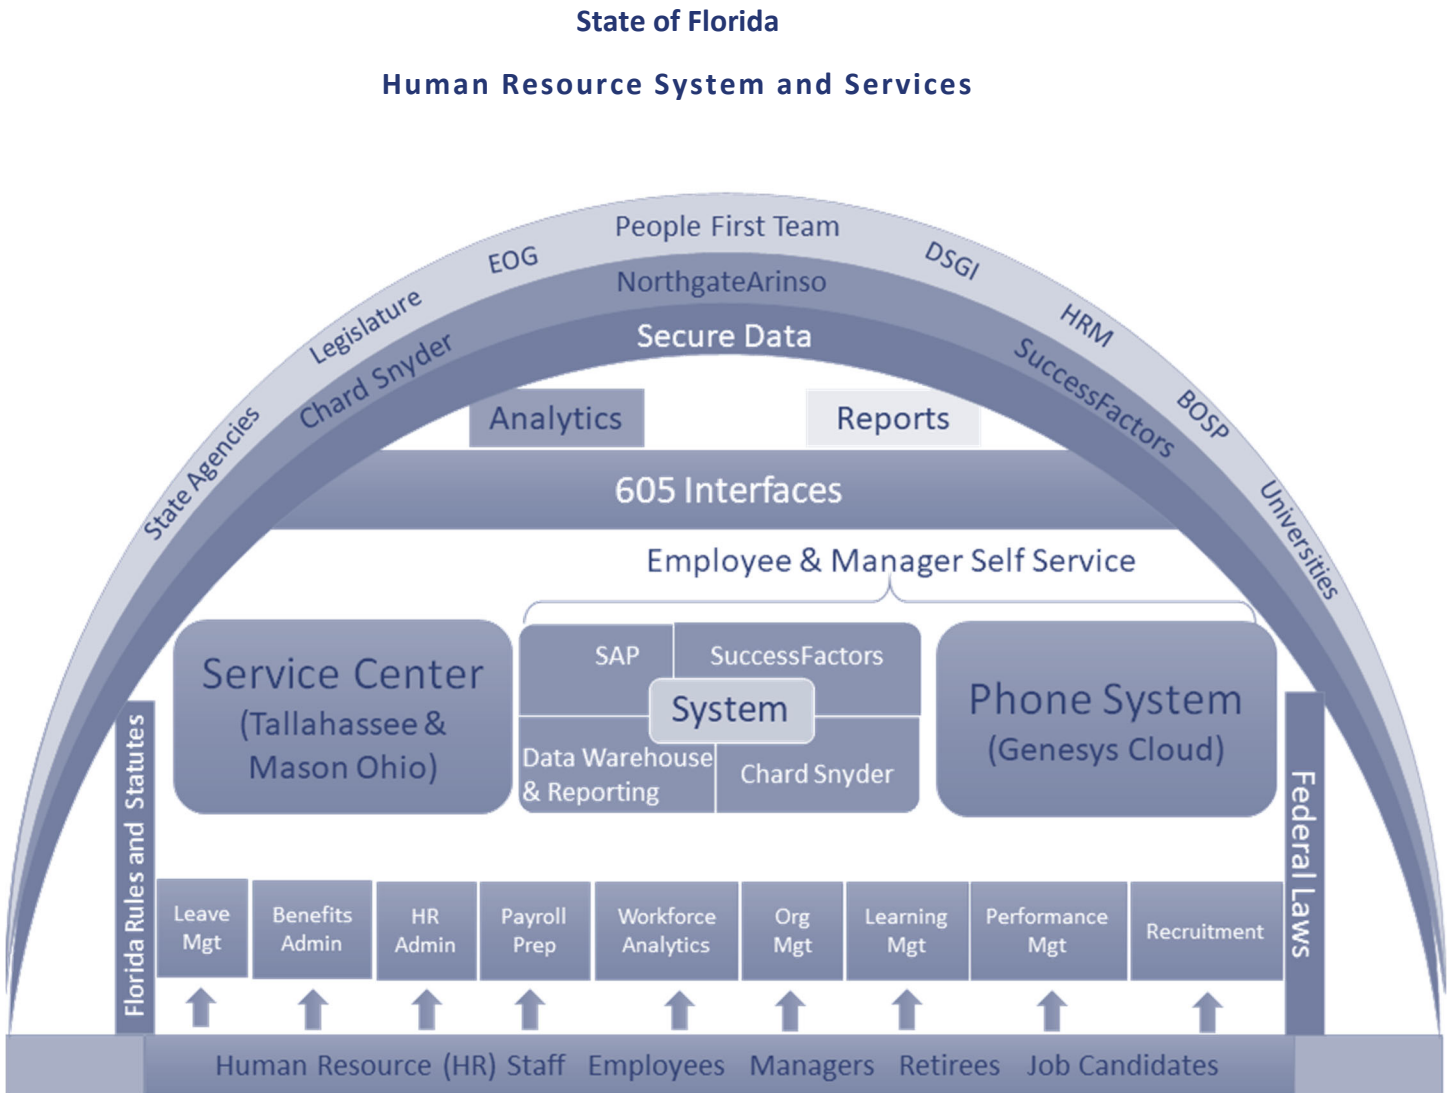 State of Florida
Human Resource System and Services
People First Team
EOG
DSGI
Legislature
HRM
State Agencies
BOSP
Universities
NorthgateArinso
Chard Snyder
SuccessFactors
Secure Data
Analytics
Reports
605 Interfaces
Employee & Manager Self Service
Service Center
(Tallahassee &
Mason Ohio)
SAP
SuccessFactors
System
Data Warehouse
& Reporting
Chard Snyder
Phone System
(Genesys Cloud)
Florida Rules and Statutes
Federal Laws
Leave
Mgt
Benefits
Admin
HR
Admin
Payroll
Prep
Workforce
Analytics
Org
Mgt
Learning
Mgt
Performance
Mgt
Recruitment
Human Resource (HR) Staff Employees Managers Retirees Job Candidates